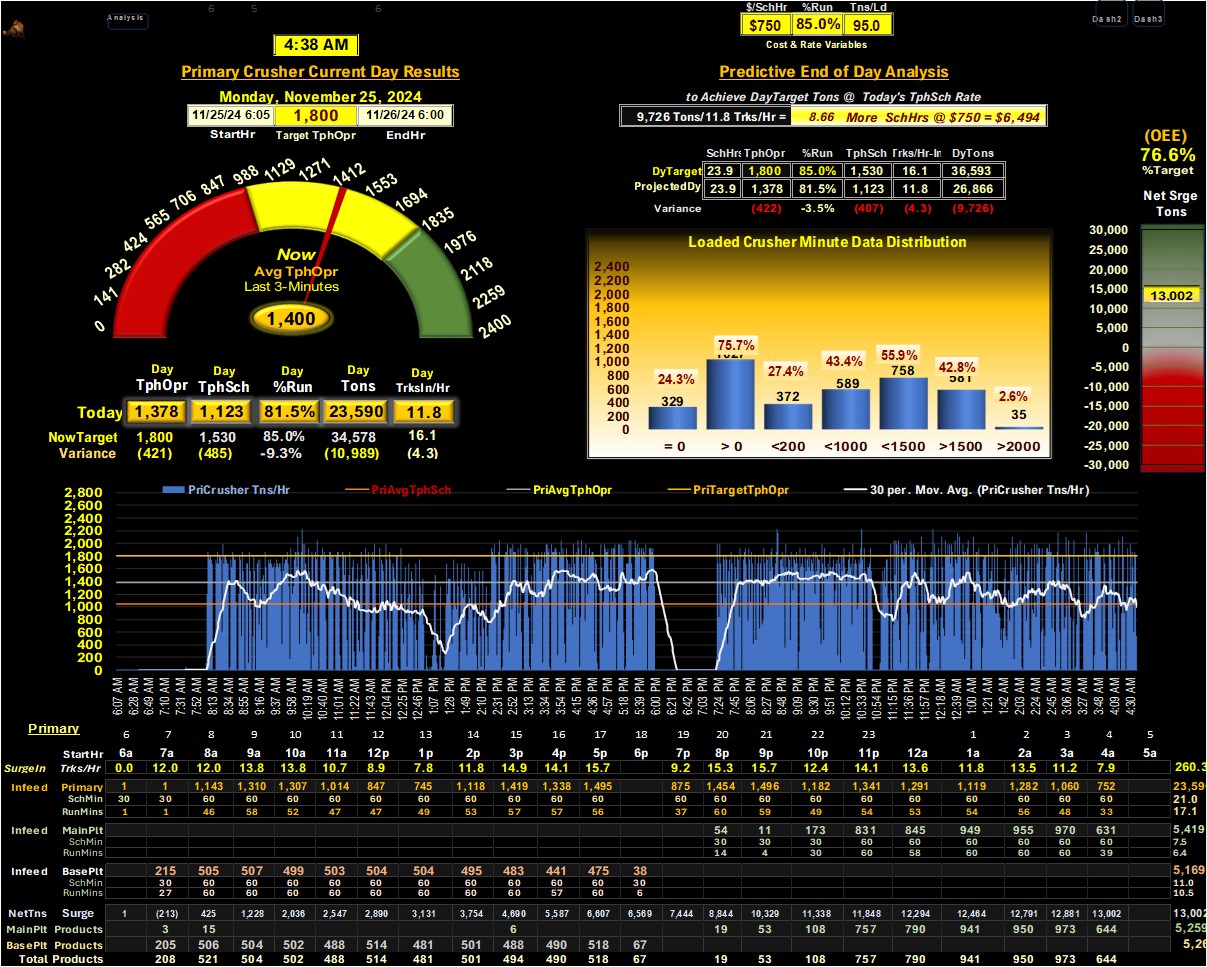 6 5 6 $/SchHr %Run Tns/Ld
Analysis $750 85.0% 95.0 Dash2 Dash3
Cost & Rate Variables
4:38 AM
Primary Crusher Current Day Results
Predictive End of Day Analysis
Monday, November 25, 2024
to Achieve DayTarget Tons @ Today's TphSch Rate
11/25/24 6:05 1,800 11/26/24 6:00
9,726 Tons/11.8 Trks/Hr = 8.66 More SchHrs @ $750 = $6,494
StartHr Target TphOpr EndHr
(OEE)
76.6%
%Target
SchHrs TphOpr %Run TphSch Trks/Hr-In DyTons
DyTarget 23.9 1,800 85.0% 1,530 16.1 36,593
ProjectedDy 23.9 1,378 81.5% 1,123 11.8 26,866
Variance (422) -3.5% (407) (4.3) (9,726)
Net Srge
Tons
30,000
25,000
20,000
15,000
13,002
10,000
5,000
0
-5,000
-10,000
-15,000
-20,000
-25,000
-30,000
0 141 282 424 565 706 847 988 1129 1271 1412 1553 1694 1835 1976 2118 2259 2400
Now
Avg TphOpr
Last 3-Minutes
1,400
Loaded Crusher Minute Data Distribution
2,400
2,200
2,000
1,800
1,600
1,400
1,200
1,000
800
600
400
200
0
24.3% 75.7% 27.4% 43.4% 55.9% 42.8% 2.6%
329 1027 372 589 758 581 35
= 0 > 0 <200 <1000 <1500 >1500 >2000
Day Day Day Day Day
TphOpr TphSch %Run Tons TrksIn/Hr
Today 1,378 1,123 81.5% 23,590 11.8
NowTarget 1,800 1,530 85.0% 34,578 16.1
Variance (421) (485) -9.3% (10,989) (4.3)
PriCrusher Tns/Hr PriAvgTphSch PriAvgTphOpr PriTargetTphOpr 30 per. Mov. Avg. (PriCrusher Tns/Hr)
2,800
2,600
2,400
2,200
2,000
1,800
1,600
1,400
1,200
1,000
800
600
400
200
0
6:07 AM 6:28 AM 6:49 AM 7:10 AM 7:31 AM 7:52 AM 8:13 AM 8:34 AM 8:55 AM 9:16 AM 9:37 AM 9:58 AM 10:19 AM 10:40 AM 11:01 AM 11:22 AM 11:43 AM 12:04 PM 12:25 PM 12:46 PM 1:07 PM 1:28 PM 1:49 PM 2:10 PM 2:31 PM 2:52 PM 3:13 PM 3:34 PM 3:54 PM 4:15 PM 4:36 PM 4:57 PM 5:18 PM 5:39 PM 6:00 PM 6:21 PM 6:42 PM 7:03 PM 7:24 PM 7:45 PM 8:06 PM 8:27 PM 8:48 PM 9:09 PM 9:30 PM 9:51 PM 10:12 PM 10:33 PM 10:54 PM 11:15 PM 11:36 PM 11:57 PM 12:18 AM 12:39 AM 1:00 AM 1:21 AM 1:42 AM 2:03 AM 2:24 AM 2:45 AM 3:06 AM 3:27 AM 3:48 AM 4:09 AM 4:30 AM
Primary 6 7 8 9 10 11 12 13 14 15 16 17 18 19 20 21 22 23 1 2 3 4 5
StartHr 6a 7a 8a 9a 10a 11a 12p 1p 2p 3p 4p 5p 6p 7p 8p 9p 10p 11p 12a 1a 2a 3a 4a 5a
SurgeIn Trks/Hr 0.0 12.0 12.0 13.8 13.8 10.7 8.9 7.8 11.8 14.9 14.1 15.7 9.2 15.3 15.7 12.4 14.1 13.6 11.8 13.5 11.2 7.9 260.3
Infeed Primary 1 1 1,143 1,310 1,307 1,014 847 745 1,118 1,419 1,338 1,495 875 1,454 1,496 1,182 1,341 1,291 1,119 1,282 1,060 752 23,59
SchMin 30 30 60 60 60 60 60 60 60 60 60 60 60 60 60 60 60 60 60 60 60 60 21.0
RunMins 1 1 46 58 52 47 47 49 53 57 57 56 37 60 59 49 54 53 54 56 48 33 17.1
Infeed MainPlt 54 11 173 831 845 949 955 970 631 5,419
SchMin 30 30 30 60 60 60 60 60 60 7.5
RunMins 14 4 30 60 58 60 60 60 39 6.4
Infeed BasePlt 215 505 507 499 503 504 504 495 483 441 475 38 5,169
SchMin 30 60 60 60 60 60 60 60 60 60 60 30 11.0
RunMins 27 60 60 60 60 60 60 60 60 57 60 6 10.5
NetTns Surge 1 (213) 425 1,228 2,036 2,547 2,890 3,131 3,754 4,690 5,587 6,607 6,569 7,444 8,844 10,329 11,338 11,848 12,294 12,464 12,791 12,881 13,002 13,002
MainPlt Products 3 15 6 19 53 108 757 790 941 950 973 644 5,259
BasePlt Products 205 506 504 502 488 514 481 501 488 490 518 67 5,26
Total Products 208 521 504 502 488 514 481 501 494 490 518 67 19 53 108 757 790 941 950 973 644